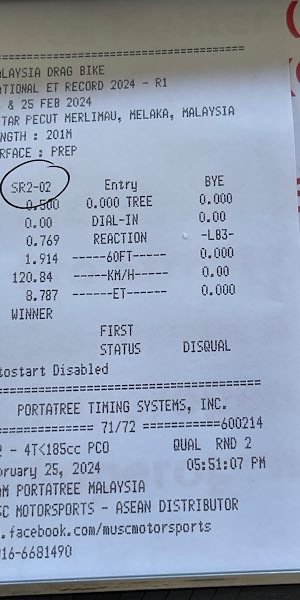 ================================
LAYSIA DRAG BIKE
ATIONAL ET RECORD 2024 - R1
& 25 FEB 2024
TAR PECUT MERLIMAU, MELAKA, MALAYSIA
NGTH : 201M
RFACE : PREP
SR2-02 Entry BYE
0.500 0.000 TREE 0.000
0.00 DIAL-IN 0.00
0.769 REACTION -LB3-
1.914 -----60FT----- 0.000
120.84 -----KM/H----- 0.00
8.787 ------ET------ 0.000
WINNER
FIRST
STATUS DISQUAL
tostart Disabled
================================
PORTATREE TIMING SYSTEMS, INC.
============ 71/72 ===========600214
2 - 4T<185cc PCO QUAL RND 2
bruary 25, 2024 05:51:07 PM
AM PORTATREE MALAYSIA
SC MOTORSPORTS - ASEAN DISTRIBUTOR
.facebook.com/muscmotorsports
016-6681490